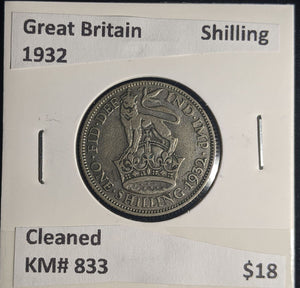 Great Britain Shilling
1932
·FID·DEF IND·IMP·
ONE·SHILLING·1932·
Cleaned
KM# 833 $18